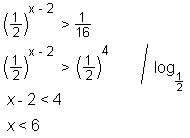 (1/2)^(x - 2) > 1/16
(1/2)^(x - 2) > (1/2)^4 / log_(1/2)
x - 2 < 4
x < 6